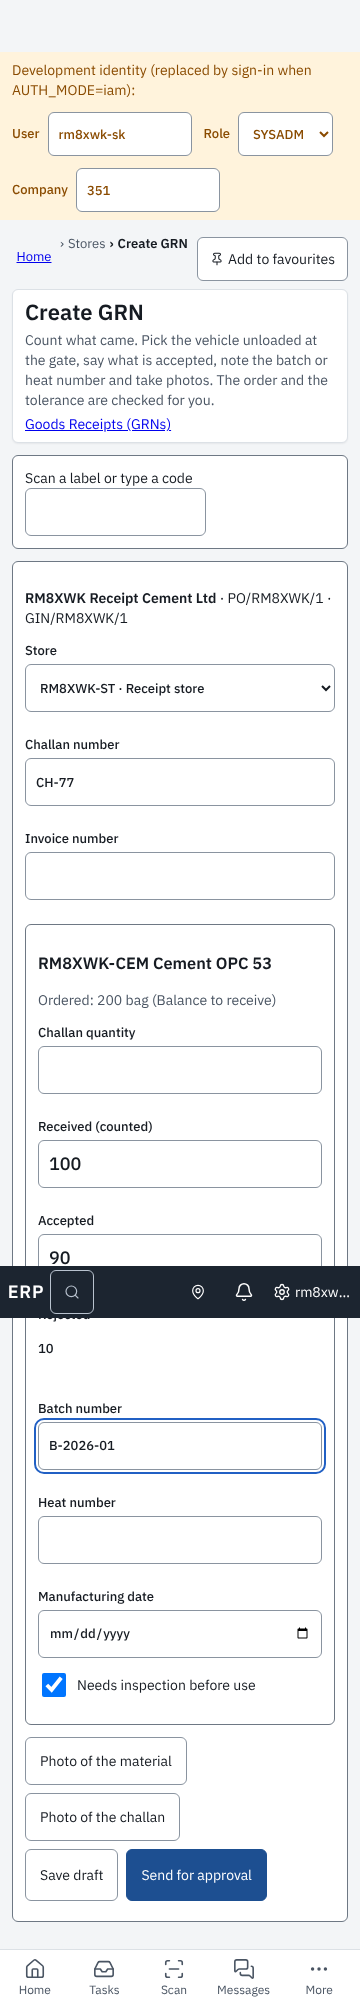 Development identity (replaced by sign-in when
AUTH_MODE=iam):
User rm8xwk-sk Role SYSADM
Company 351
Home › Stores › Create GRN
Add to favourites
Create GRN
Count what came. Pick the vehicle unloaded at
the gate, say what is accepted, note the batch or
heat number and take photos. The order and the
tolerance are checked for you.
Goods Receipts (GRNs)
Scan a label or type a code
RM8XWK Receipt Cement Ltd · PO/RM8XWK/1 ·
GIN/RM8XWK/1
Store
RM8XWK-ST · Receipt store
Challan number
CH-77
Invoice number
RM8XWK-CEM Cement OPC 53
Ordered: 200 bag (Balance to receive)
Challan quantity
Received (counted)
100
Accepted
90
ERP rm8xw...
10
Batch number
B-2026-01
Heat number
Manufacturing date
mm/dd/yyyy
Needs inspection before use
Photo of the material
Photo of the challan
Save draft Send for approval
Home Tasks Scan Messages More